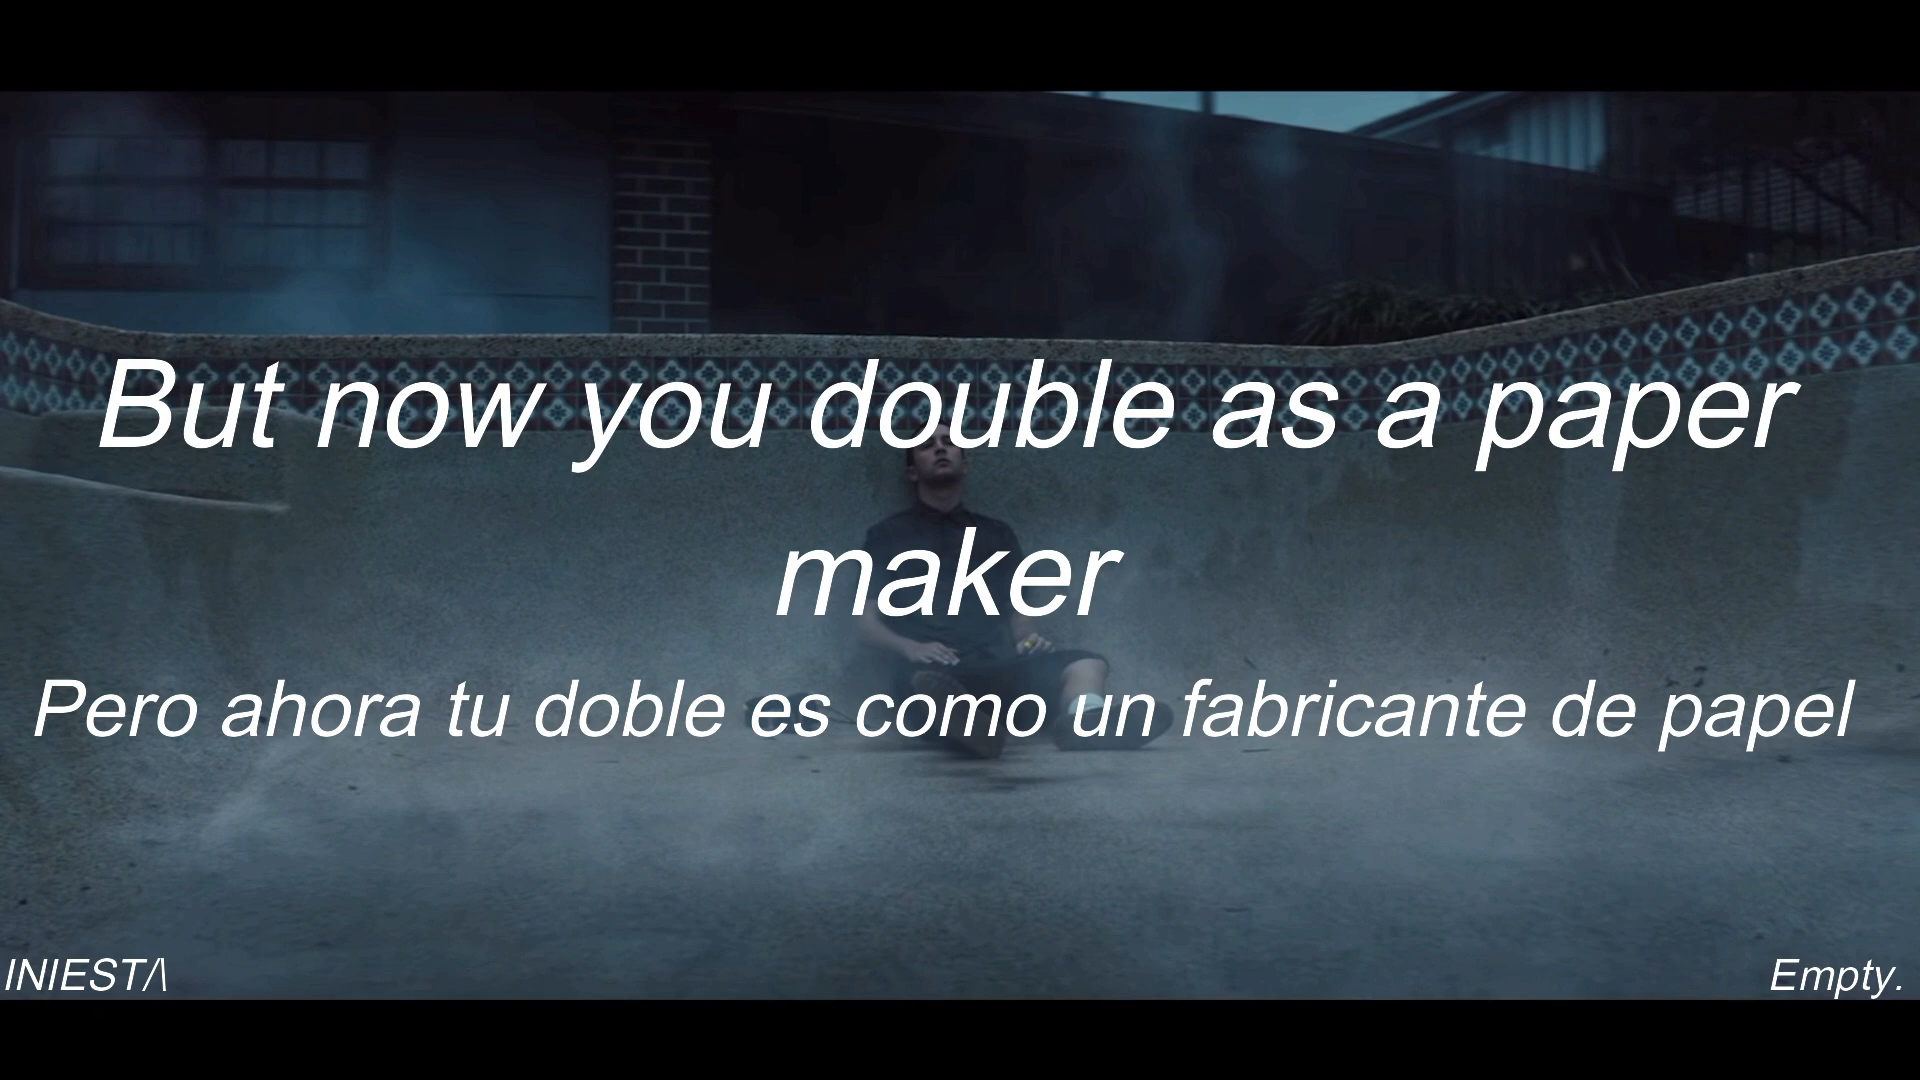 But now you double as a paper
maker
Pero ahora tu doble es como un fabricante de papel
INIEST/\
Empty.